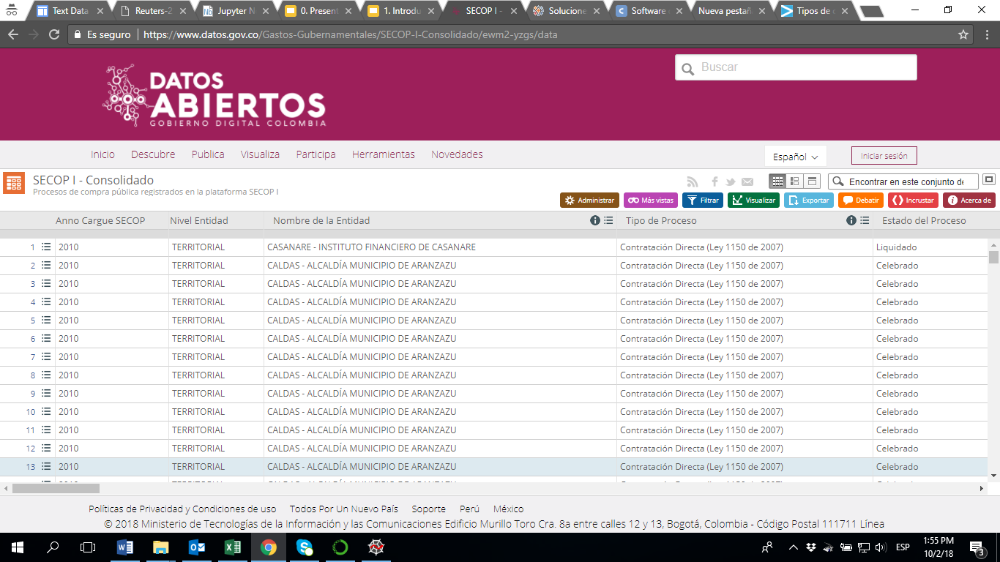 Text Data
Reuters-2
Jupyter N
0. Present
1. Introdu
SECOP I -
Solucione
Software
Nueva pestañ
Tipos de
Es seguro | https://www.datos.gov.co/Gastos-Gubernamentales/SECOP-I-Consolidado/ewm2-yzgs/data
DATOS
ABIERTOS
GOBIERNO DIGITAL COLOMBIA
Buscar
Inicio Descubre Publica Visualiza Participa Herramientas Novedades
Español
Iniciar sesión
SECOP I - Consolidado
Procesos de compra pública registrados en la plataforma SECOP I
Encontrar en este conjunto de
Administrar Más vistas Filtrar Visualizar Exportar Debatir Incrustar Acerca de
Anno Cargue SECOP Nivel Entidad Nombre de la Entidad Tipo de Proceso Estado del Proceso
1 2010 TERRITORIAL CASANARE - INSTITUTO FINANCIERO DE CASANARE Contratación Directa (Ley 1150 de 2007) Liquidado
2 2010 TERRITORIAL CALDAS - ALCALDÍA MUNICIPIO DE ARANZAZU Contratación Directa (Ley 1150 de 2007) Celebrado
3 2010 TERRITORIAL CALDAS - ALCALDÍA MUNICIPIO DE ARANZAZU Contratación Directa (Ley 1150 de 2007) Celebrado
4 2010 TERRITORIAL CALDAS - ALCALDÍA MUNICIPIO DE ARANZAZU Contratación Directa (Ley 1150 de 2007) Celebrado
5 2010 TERRITORIAL CALDAS - ALCALDÍA MUNICIPIO DE ARANZAZU Contratación Directa (Ley 1150 de 2007) Celebrado
6 2010 TERRITORIAL CALDAS - ALCALDÍA MUNICIPIO DE ARANZAZU Contratación Directa (Ley 1150 de 2007) Celebrado
7 2010 TERRITORIAL CALDAS - ALCALDÍA MUNICIPIO DE ARANZAZU Contratación Directa (Ley 1150 de 2007) Celebrado
8 2010 TERRITORIAL CALDAS - ALCALDÍA MUNICIPIO DE ARANZAZU Contratación Directa (Ley 1150 de 2007) Celebrado
9 2010 TERRITORIAL CALDAS - ALCALDÍA MUNICIPIO DE ARANZAZU Contratación Directa (Ley 1150 de 2007) Celebrado
10 2010 TERRITORIAL CALDAS - ALCALDÍA MUNICIPIO DE ARANZAZU Contratación Directa (Ley 1150 de 2007) Celebrado
11 2010 TERRITORIAL CALDAS - ALCALDÍA MUNICIPIO DE ARANZAZU Contratación Directa (Ley 1150 de 2007) Celebrado
12 2010 TERRITORIAL CALDAS - ALCALDÍA MUNICIPIO DE ARANZAZU Contratación Directa (Ley 1150 de 2007) Celebrado
13 2010 TERRITORIAL CALDAS - ALCALDÍA MUNICIPIO DE ARANZAZU Contratación Directa (Ley 1150 de 2007) Celebrado
Políticas de Privacidad y Condiciones de uso Todos Por Un Nuevo País Soporte Perú México
© 2018 Ministerio de Tecnologías de la Información y las Comunicaciones Edificio Murillo Toro Cra. 8a entre calles 12 y 13, Bogotá, Colombia - Código Postal 111711 Línea
ESP
1:55 PM
10/2/18
3